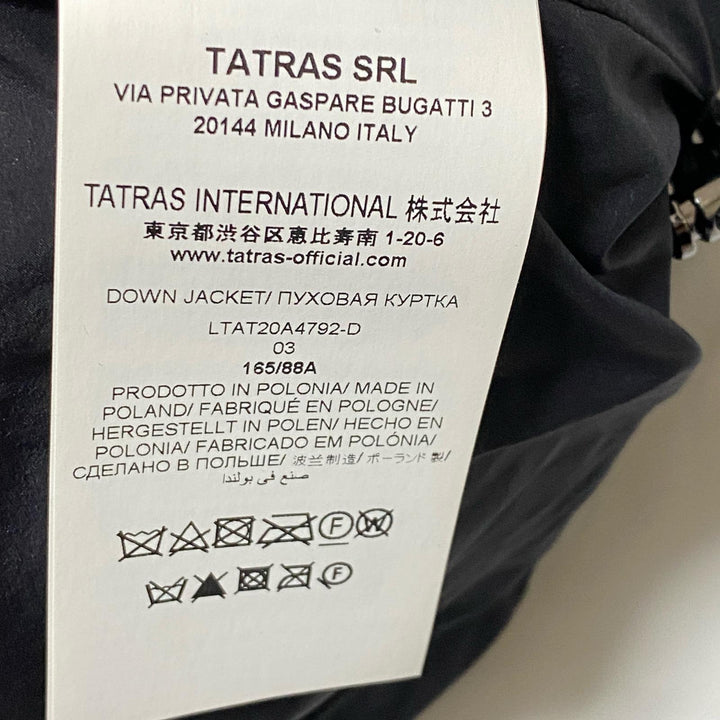 TATRAS SRL
VIA PRIVATA GASPARE BUGATTI 3
20144 MILANO ITALY
TATRAS INTERNATIONAL 株式会社
東京都渋谷区恵比寿南 1-20-6
www.tatras-official.com
DOWN JACKET/ ПУХОВАЯ КУРТКА
LTAT20A4792-D
03
165/88A
PRODOTTO IN POLONIA/ MADE IN
POLAND/ FABRIQUÉ EN POLOGNE/
HERGESTELLT IN POLEN/ HECHO EN
POLONIA/ FABRICADO EM POLÓNIA/
СДЕЛАНО В ПОЛЬШЕ/ 波兰制造/ ポーランド 製/
صنع في بولندا
F W
F